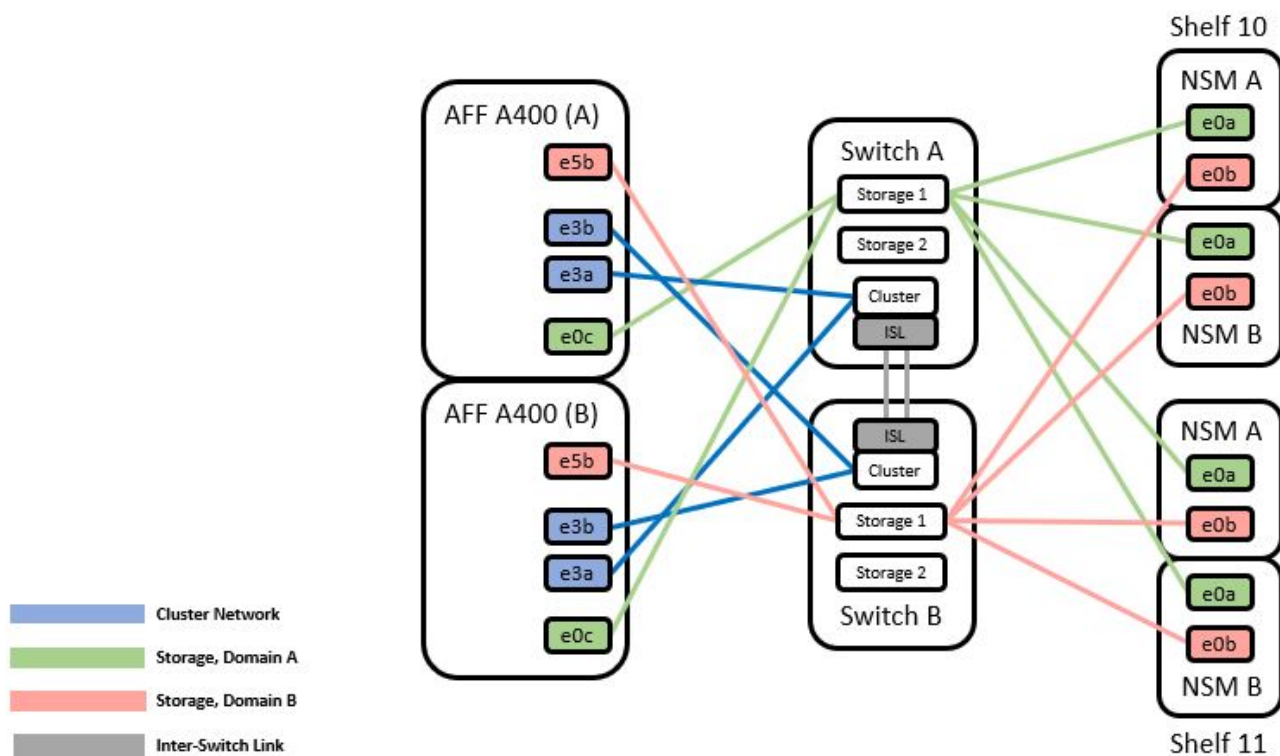 AFF A400 (A)
e5b
e3b
e3a
e0c
AFF A400 (B)
e5b
e3b
e3a
e0c
Switch A
Storage 1
Storage 2
Cluster
ISL
ISL
Cluster
Storage 1
Storage 2
Switch B
Shelf 10
NSM A
e0a
e0b
e0a
e0b
NSM B
NSM A
e0a
e0b
e0a
e0b
NSM B
Shelf 11
Cluster Network
Storage, Domain A
Storage, Domain B
Inter-Switch Link